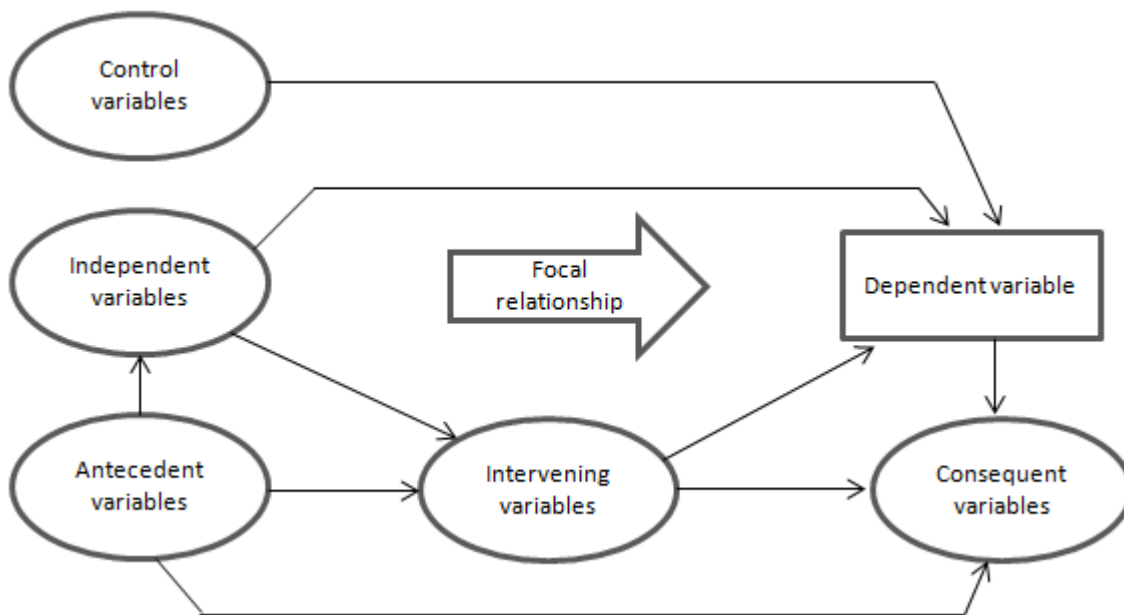 Control
variables
Independent
variables
Focal
relationship
Dependent variable
Antecedent
variables
Intervening
variables
Consequent
variables